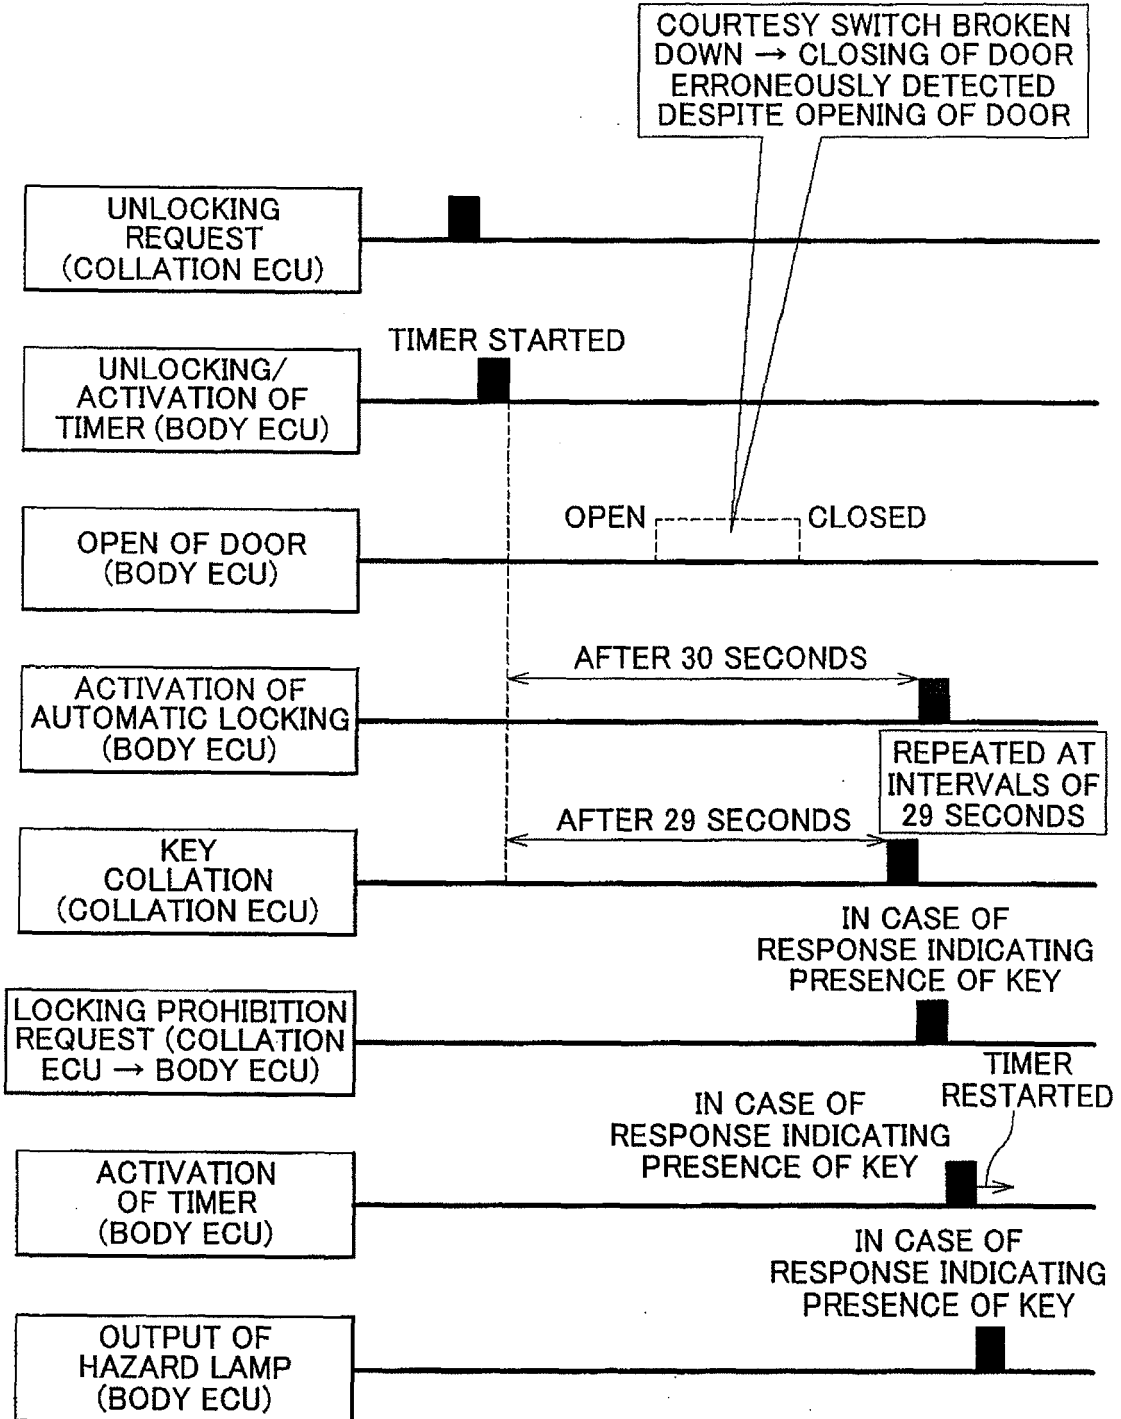 COURTESY SWITCH BROKEN
DOWN → CLOSING OF DOOR
ERRONEOUSLY DETECTED
DESPITE OPENING OF DOOR
UNLOCKING
REQUEST
(COLLATION ECU)
TIMER STARTED
UNLOCKING/
ACTIVATION OF
TIMER (BODY ECU)
OPEN
CLOSED
OPEN OF DOOR
(BODY ECU)
AFTER 30 SECONDS
ACTIVATION OF
AUTOMATIC LOCKING
(BODY ECU)
REPEATED AT
INTERVALS OF
29 SECONDS
AFTER 29 SECONDS
KEY
COLLATION
(COLLATION ECU)
IN CASE OF
RESPONSE INDICATING
PRESENCE OF KEY
LOCKING PROHIBITION
REQUEST (COLLATION
ECU → BODY ECU)
TIMER
RESTARTED
IN CASE OF
RESPONSE INDICATING
PRESENCE OF KEY
ACTIVATION
OF TIMER
(BODY ECU)
IN CASE OF
RESPONSE INDICATING
PRESENCE OF KEY
OUTPUT OF
HAZARD LAMP
(BODY ECU)